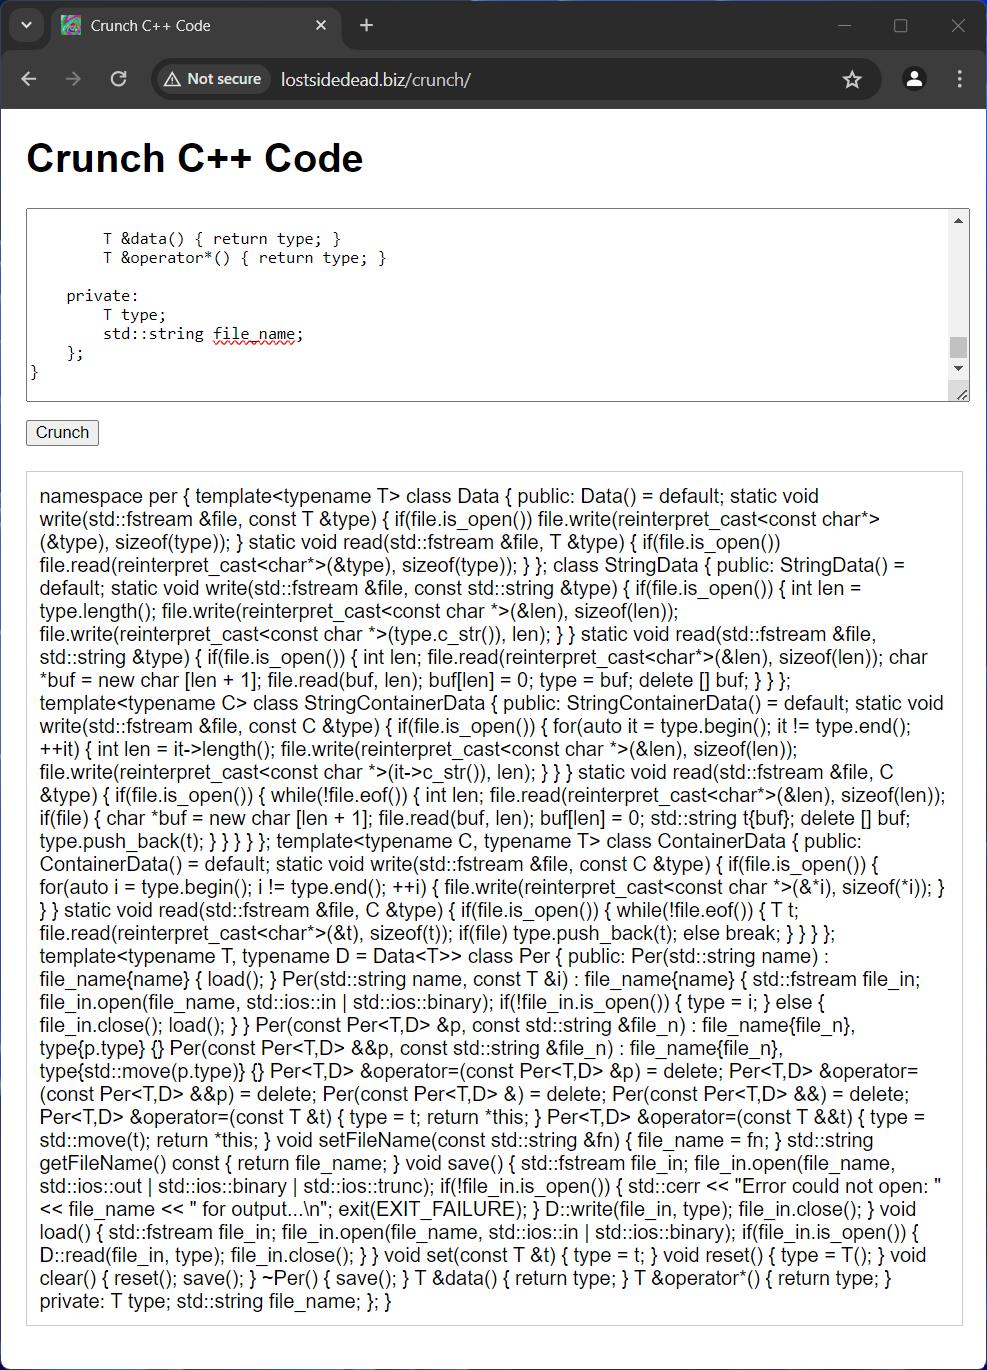 Crunch C++ Code
Not secure
lostsidedead.biz/crunch/
Crunch C++ Code
T &data() { return type; }
T &operator*() { return type; }
private:
T type;
std::string file_name;
};
}
Crunch
namespace per { template<typename T> class Data { public: Data() = default; static void
write(std::fstream &file, const T &type) { if(file.is_open()) file.write(reinterpret_cast<const char*>
(&type), sizeof(type)); } static void read(std::fstream &file, T &type) { if(file.is_open())
file.read(reinterpret_cast<char*>(&type), sizeof(type)); } }; class StringData { public: StringData() =
default; static void write(std::fstream &file, const std::string &type) { if(file.is_open()) { int len =
type.length(); file.write(reinterpret_cast<const char *>(&len), sizeof(len));
file.write(reinterpret_cast<const char *>(type.c_str()), len); } } static void read(std::fstream &file,
std::string &type) { if(file.is_open()) { int len; file.read(reinterpret_cast<char*>(&len), sizeof(len)); char
*buf = new char [len + 1]; file.read(buf, len); buf[len] = 0; type = buf; delete [] buf; } } };
template<typename C> class StringContainerData { public: StringContainerData() = default; static void
write(std::fstream &file, const C &type) { if(file.is_open()) { for(auto it = type.begin(); it != type.end();
++it) { int len = it->length(); file.write(reinterpret_cast<const char *>(&len), sizeof(len));
file.write(reinterpret_cast<const char *>(it->c_str()), len); } } } static void read(std::fstream &file, C
&type) { if(file.is_open()) { while(!file.eof()) { int len; file.read(reinterpret_cast<char*>(&len), sizeof(len));
if(file) { char *buf = new char [len + 1]; file.read(buf, len); buf[len] = 0; std::string t{buf}; delete [] buf;
type.push_back(t); } } } } }; template<typename C, typename T> class ContainerData { public:
ContainerData() = default; static void write(std::fstream &file, const C &type) { if(file.is_open()) {
for(auto i = type.begin(); i != type.end(); ++i) { file.write(reinterpret_cast<const char *>(&*i), sizeof(*i)); }
} } static void read(std::fstream &file, C &type) { if(file.is_open()) { while(!file.eof()) { T t;
file.read(reinterpret_cast<char*>(&t), sizeof(t)); if(file) type.push_back(t); else break; } } } };
template<typename T, typename D = Data<T>> class Per { public: Per(std::string name) :
file_name{name} { load(); } Per(std::string name, const T &i) : file_name{name} { std::fstream file_in;
file_in.open(file_name, std::ios::in | std::ios::binary); if(!file_in.is_open()) { type = i; } else {
file_in.close(); load(); } } Per(const Per<T,D> &p, const std::string &file_n) : file_name{file_n},
type{p.type} {} Per(const Per<T,D> &&p, const std::string &file_n) : file_name{file_n},
type{std::move(p.type)} {} Per<T,D> &operator=(const Per<T,D> &p) = delete; Per<T,D> &operator=
(const Per<T,D> &&p) = delete; Per(const Per<T,D> &) = delete; Per(const Per<T,D> &&) = delete;
Per<T,D> &operator=(const T &t) { type = t; return *this; } Per<T,D> &operator=(const T &&t) { type =
std::move(t); return *this; } void setFileName(const std::string &fn) { file_name = fn; } std::string
getFileName() const { return file_name; } void save() { std::fstream file_in; file_in.open(file_name,
std::ios::out | std::ios::binary | std::ios::trunc); if(!file_in.is_open()) { std::cerr << "Error could not open: "
<< file_name << " for output...\n"; exit(EXIT_FAILURE); } D::write(file_in, type); file_in.close(); } void
load() { std::fstream file_in; file_in.open(file_name, std::ios::in | std::ios::binary); if(file_in.is_open()) {
D::read(file_in, type); file_in.close(); } } void set(const T &t) { type = t; } void reset() { type = T(); } void
clear() { reset(); save(); } ~Per() { save(); } T &data() { return type; } T &operator*() { return type; }
private: T type; std::string file_name; }; }